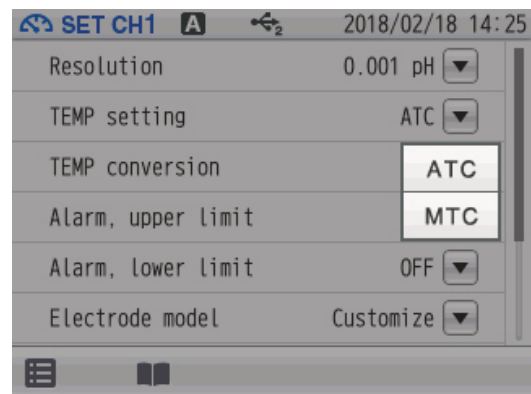 SET CH1 A 2 2018/02/18 14:25
Resolution 0.001 pH
TEMP setting ATC
TEMP conversion ATC
Alarm, upper limit MTC
Alarm, lower limit OFF
Electrode model Customize